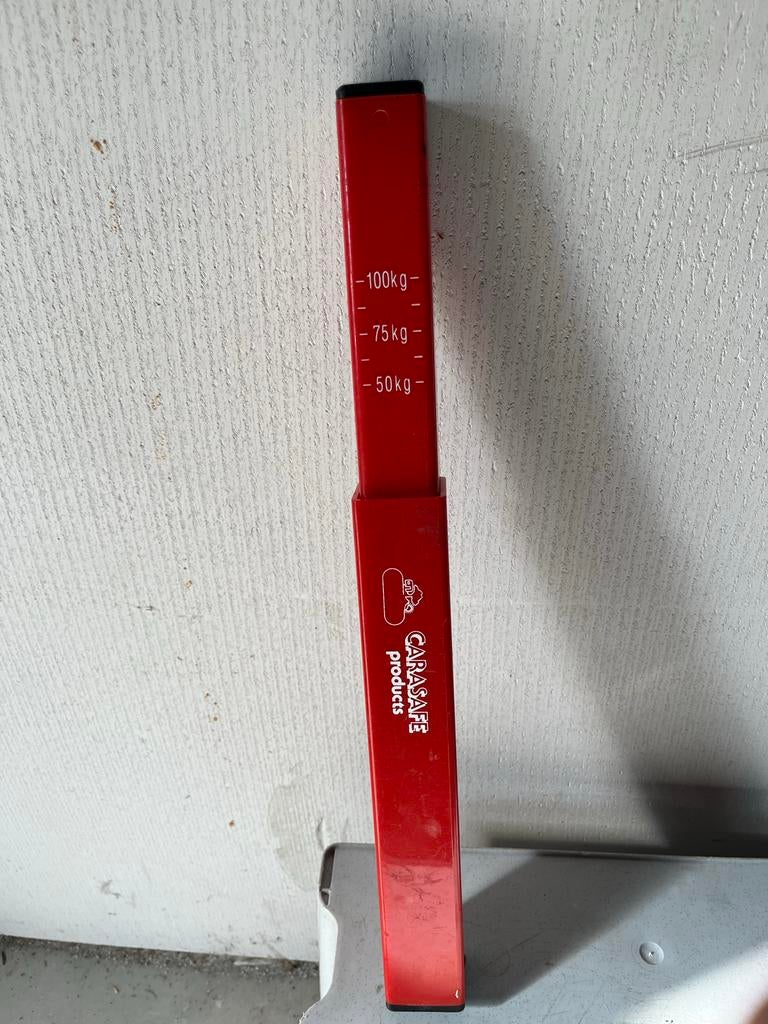 -100kg-
- -
-75kg-
- -
-50kg-
CARASAFE
products